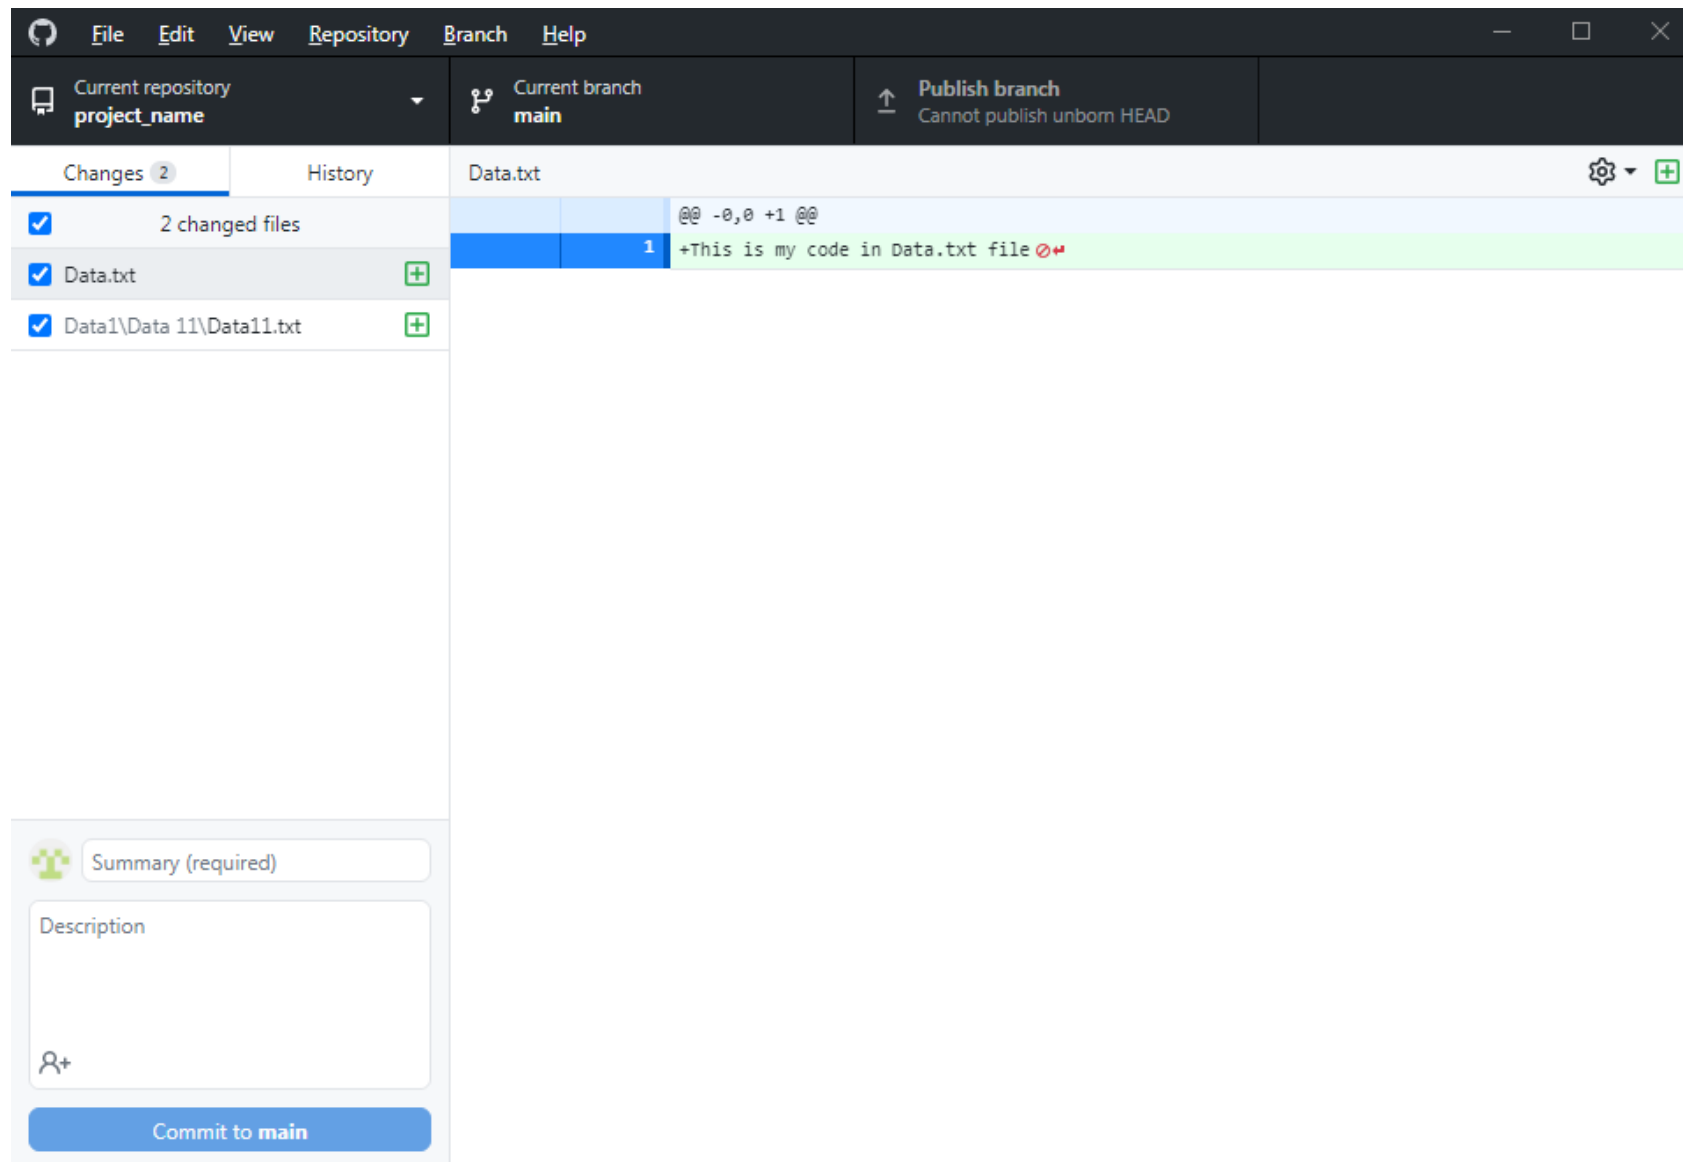 File Edit View Repository Branch Help
Current repository
project_name
Current branch
main
Publish branch
Cannot publish unborn HEAD
Changes 2
History
2 changed files
Data.txt
Data1\Data 11\Data11.txt
Data.txt
@@ -0,0 +1 @@
1 +This is my code in Data.txt file
Summary (required)
Description
Commit to main